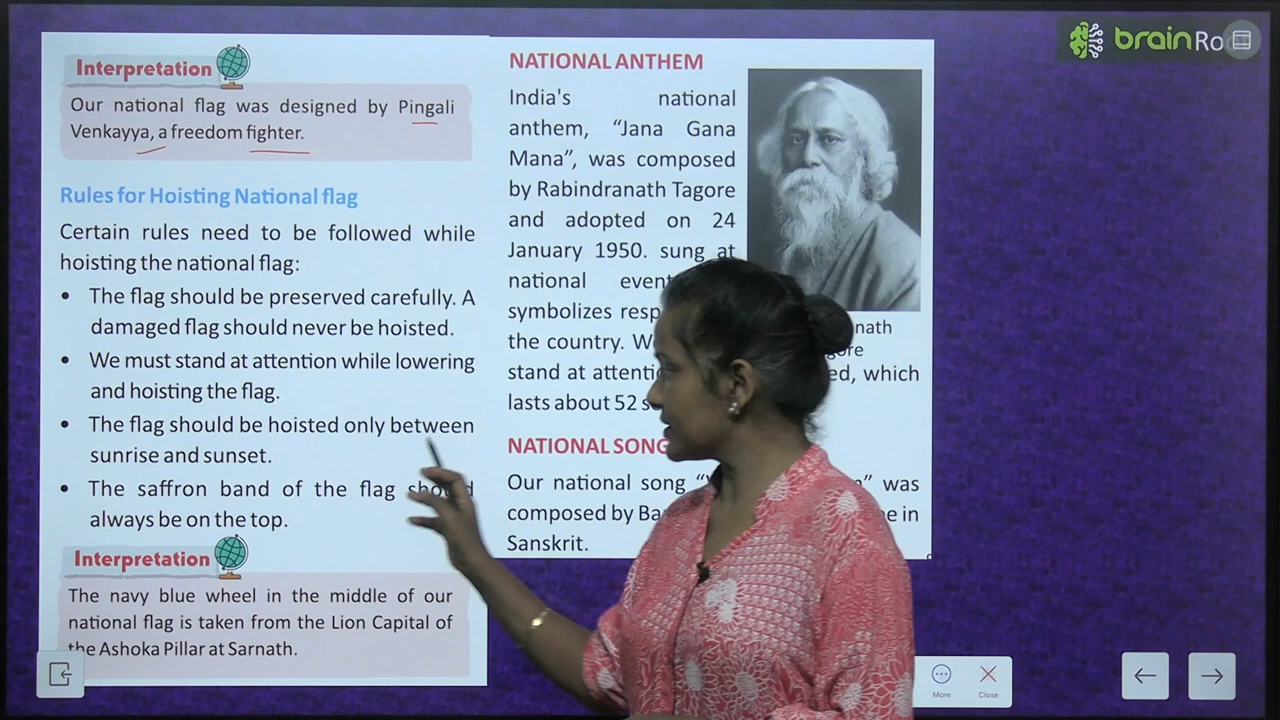 Interpretation
Our national flag was designed by Pingali
Venkayya, a freedom fighter.
Rules for Hoisting National flag
Certain rules need to be followed while
hoisting the national flag:
• The flag should be preserved carefully. A
damaged flag should never be hoisted.
• We must stand at attention while lowering
and hoisting the flag.
• The flag should be hoisted only between
sunrise and sunset.
• The saffron band of the flag should
always be on the top.
Interpretation
The navy blue wheel in the middle of our
national flag is taken from the Lion Capital of
the Ashoka Pillar at Sarnath.
NATIONAL ANTHEM
India's national
anthem, “Jana Gana
Mana”, was composed
by Rabindranath Tagore
and adopted on 24
January 1950. sung at
national
symbolizes
the country.
stand at which
lasts about 52
NATIONAL SONG
Our national song was
composed by in
Sanskrit.
brain
More
Close